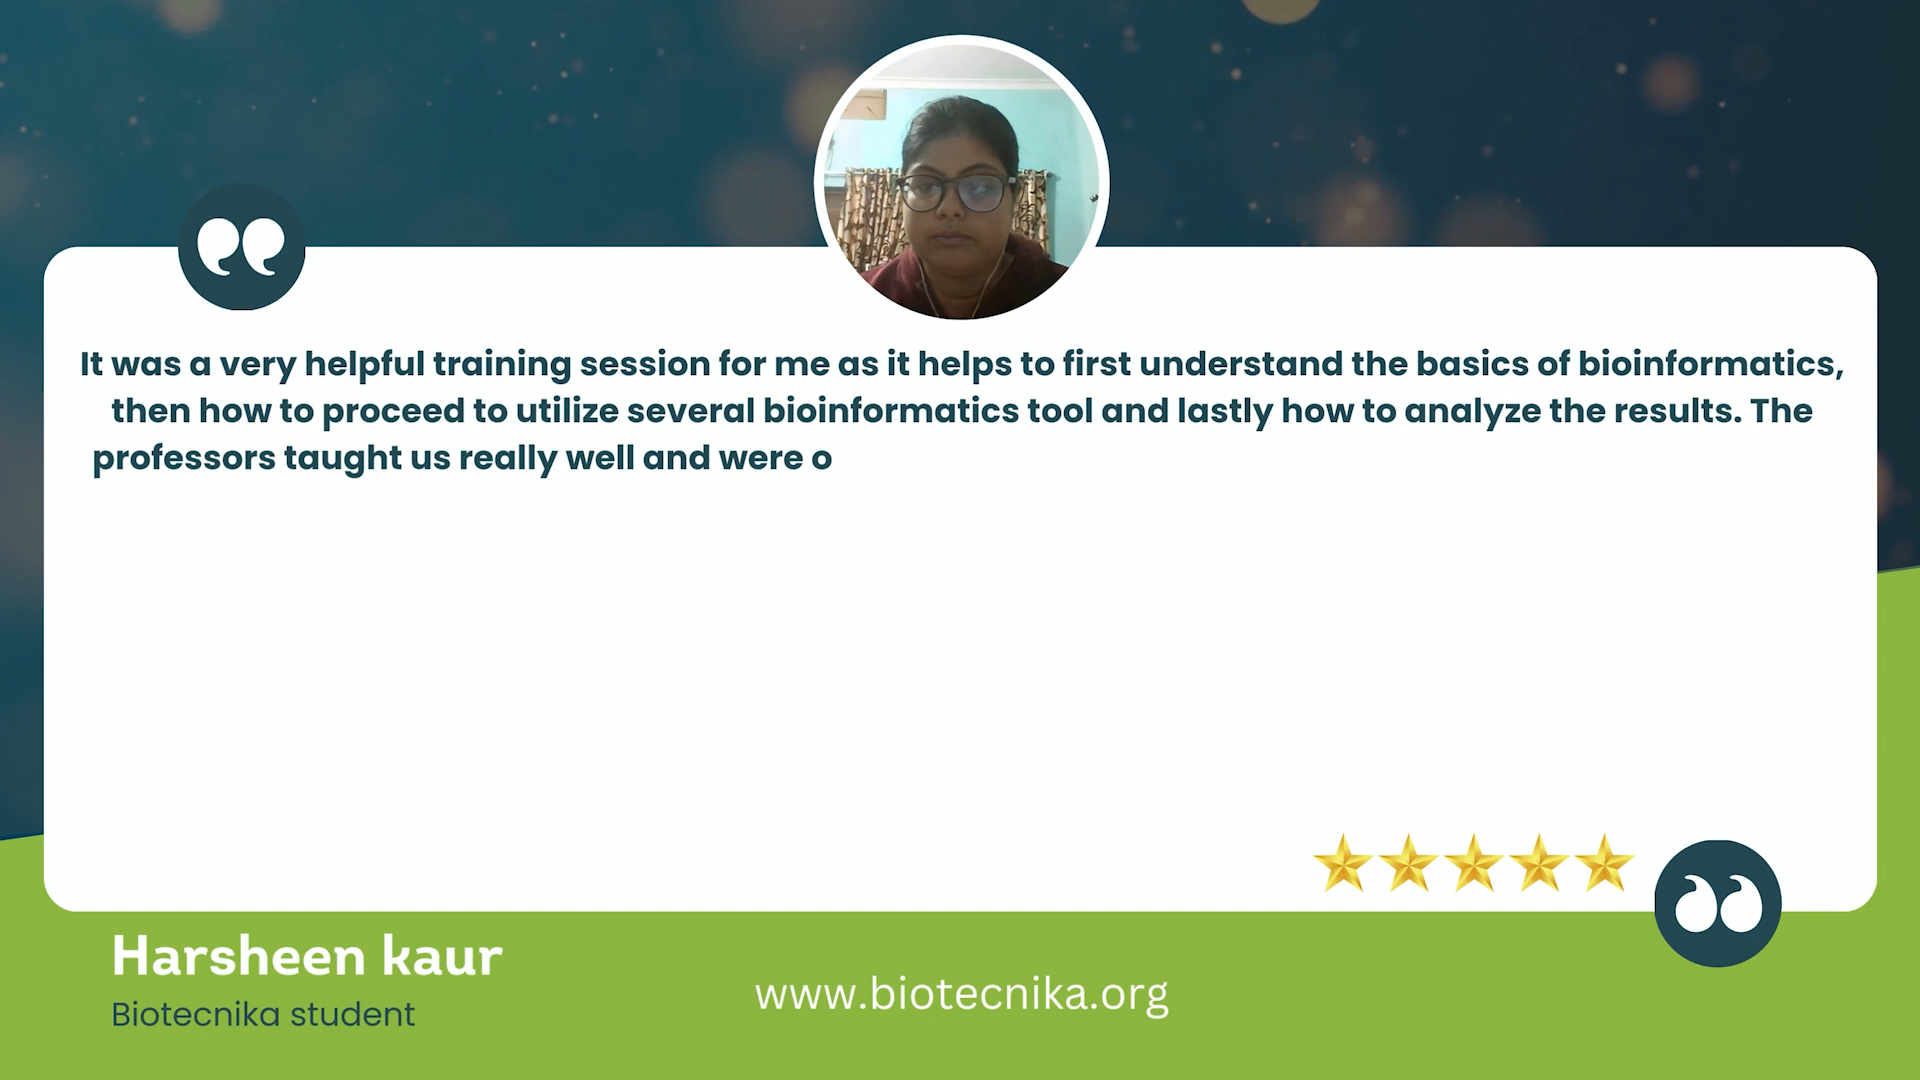 It was a very helpful training session for me as it helps to first understand the basics of bioinformatics,
then how to proceed to utilize several bioinformatics tool and lastly how to analyze the results. The
professors taught us really well and were o
Harsheen kaur
Biotecnika student
www.biotecnika.org